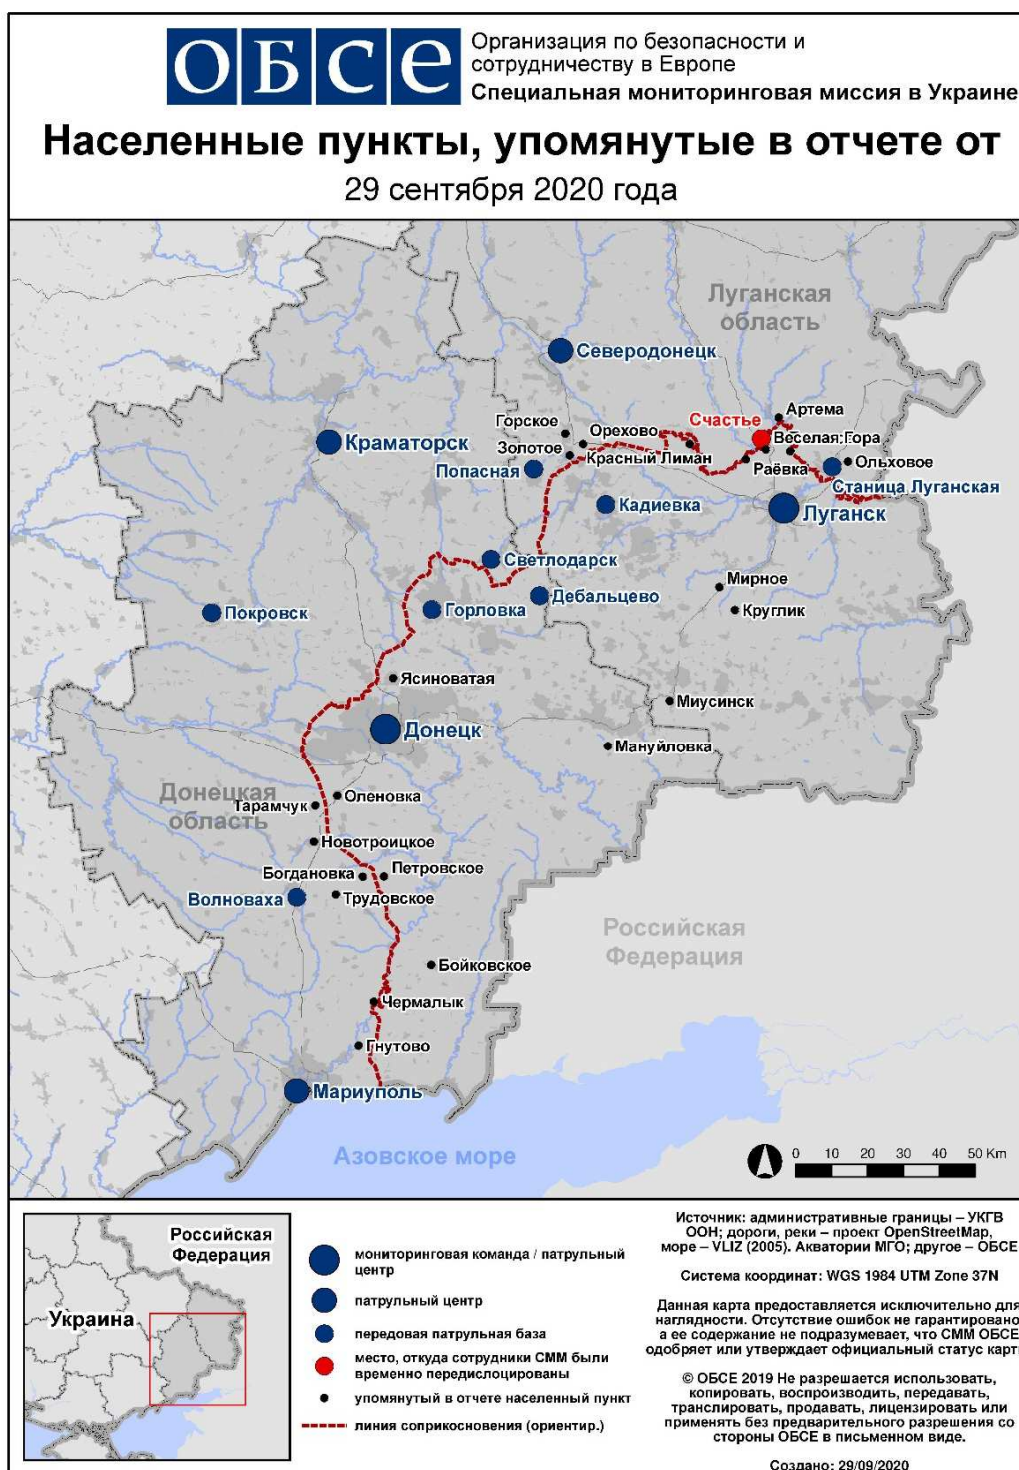 ОБСЕ
Организация по безопасности и
сотрудничеству в Европе
Специальная мониторинговая миссия в Украине
Населенные пункты, упомянутые в отчете от
29 сентября 2020 года
Луганская
область
Северодонецк
Артема
Счастье
Горское
Орехово
Веселая Гора
Краматорск
Золотое
Красный Лиман
Раёвка
Ольховое
Попасная
Станица Луганская
Кадиевка
Луганск
Светлодарск
Мирное
Дебальцево
Покровск
Горловка
Круглик
Ясиноватая
Миусинск
Донецк
Мануйловка
Донецкая
область
Оленовка
Тарамчук
Новотроицкое
Богдановка
Петровское
Волноваха
Трудовское
Российская
Федерация
Бойковское
Чермалык
Гнутово
Мариуполь
Азовское море
0 10 20 30 40 50 Km
Российская
Федерация
Украина
мониторинговая команда / патрульный
центр
патрульный центр
передовая патрульная база
место, откуда сотрудники СММ были
временно передислоцированы
упомянутый в отчете населенный пункт
линия соприкосновения (ориентир.)
Источник: административные границы – УКГВ
ООН; дороги, реки – проект OpenStreetMap,
море – VLIZ (2005). Акватории МГО; другое – ОБСЕ
Система координат: WGS 1984 UTM Zone 37N
Данная карта предоставляется исключительно для
наглядности. Отсутствие ошибок не гарантировано,
а ее содержание не подразумевает, что СММ ОБСЕ
одобряет или утверждает официальный статус карты
© ОБСЕ 2019 Не разрешается использовать,
копировать, воспроизводить, передавать,
транслировать, продавать, лицензировать или
применять без предварительного разрешения со
стороны ОБСЕ в письменном виде.
Создано: 29/09/2020